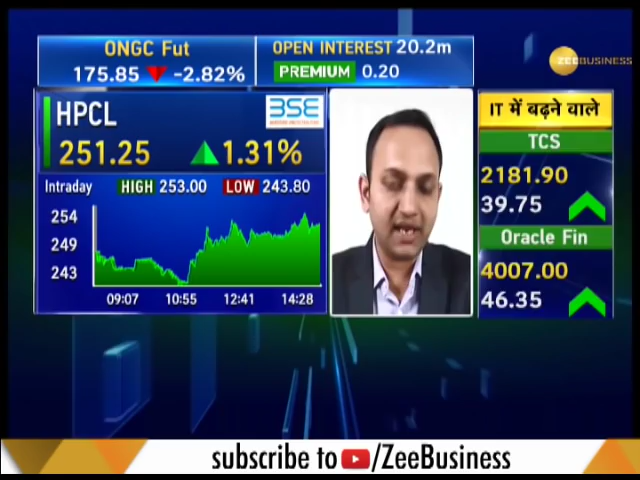 ONGC Fut
175.85 -2.82%
OPEN INTEREST 20.2m
PREMIUM 0.20
ZEEBUSINESS
HPCL
BSE
251.25 1.31%
Intraday HIGH 253.00 LOW 243.80
254
249
243
09:07 10:55 12:41 14:28
IT में बढ़ने वाले
TCS
2181.90
39.75
Oracle Fin
4007.00
46.35
subscribe to /ZeeBusiness